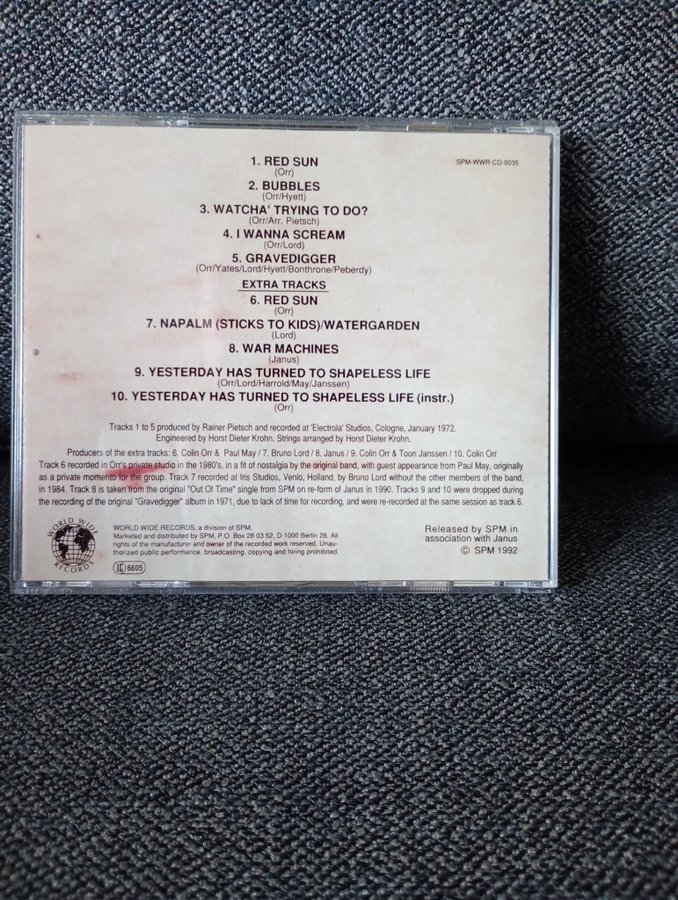 SPM-WWR-CD-0035
1. RED SUN
(Orr)
2. BUBBLES
(Orr/Hyett)
3. WATCHA' TRYING TO DO?
(Orr/Arr. Pietsch)
4. I WANNA SCREAM
(Orr/Lord)
5. GRAVEDIGGER
(Orr/Yates/Lord/Hyett/Bonthrone/Peberdy)
EXTRA TRACKS
6. RED SUN
(Orr)
7. NAPALM (STICKS TO KIDS)/WATERGARDEN
(Lord)
8. WAR MACHINES
(Janus)
9. YESTERDAY HAS TURNED TO SHAPELESS LIFE
(Orr/Lord/Harrold/May/Janssen)
10. YESTERDAY HAS TURNED TO SHAPELESS LIFE (instr.)
(Orr)
Tracks 1 to 5 produced by Rainer Pietsch and recorded at 'Electrola' Studios, Cologne, January 1972.
Engineered by Horst Dieter Krohn. Strings arranged by Horst Dieter Krohn.
Producers of the extra tracks: 6. Colin Orr & Paul May / 7. Bruno Lord / 8. Janus / 9. Colin Orr & Toon Janssen / 10. Colin Orr
Track 6 recorded in Orr's private studio in the 1980's, in a fit of nostalgia by the original band, with guest appearance from Paul May, originally
as a private momento for the group. Track 7 recorded at Iris Studios, Venlo, Holland, by Bruno Lord without the other members of the band,
in 1984. Track 8 is taken from the original "Out Of Time" single from SPM on re-form of Janus in 1990. Tracks 9 and 10 were dropped during
the recording of the original "Gravedigger" album in 1971, due to lack of time for recording, and were re-recorded at the same session as track 6.
WORLD WIDE RECORDS
WORLD WIDE RECORDS, a division of SPM.
Marketed and distributed by SPM, P.O. Box 28 03 52, D-1000 Berlin 28. All
rights of the manufacturer and owner of the recorded work reserved. Unau-
thorized public performance, broadcasting, copying and hiring prohibited.
LC 6605
Released by SPM in
association with Janus
© SPM 1992